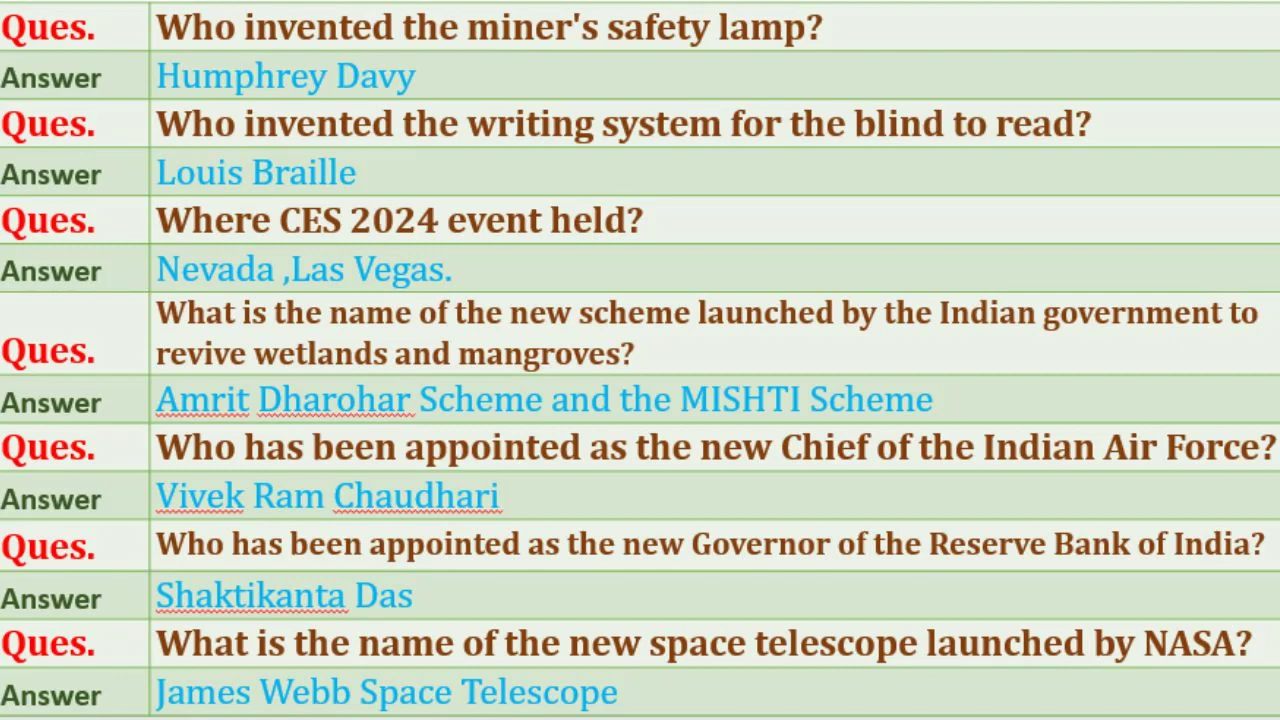 Ques. Who invented the miner's safety lamp?
Answer Humphrey Davy
Ques. Who invented the writing system for the blind to read?
Answer Louis Braille
Ques. Where CES 2024 event held?
Answer Nevada ,Las Vegas.
What is the name of the new scheme launched by the Indian government to
Ques. revive wetlands and mangroves?
Answer Amrit Dharohar Scheme and the MISHTI Scheme
Ques. Who has been appointed as the new Chief of the Indian Air Force?
Answer Vivek Ram Chaudhari
Ques. Who has been appointed as the new Governor of the Reserve Bank of India?
Answer Shaktikanta Das
Ques. What is the name of the new space telescope launched by NASA?
Answer James Webb Space Telescope